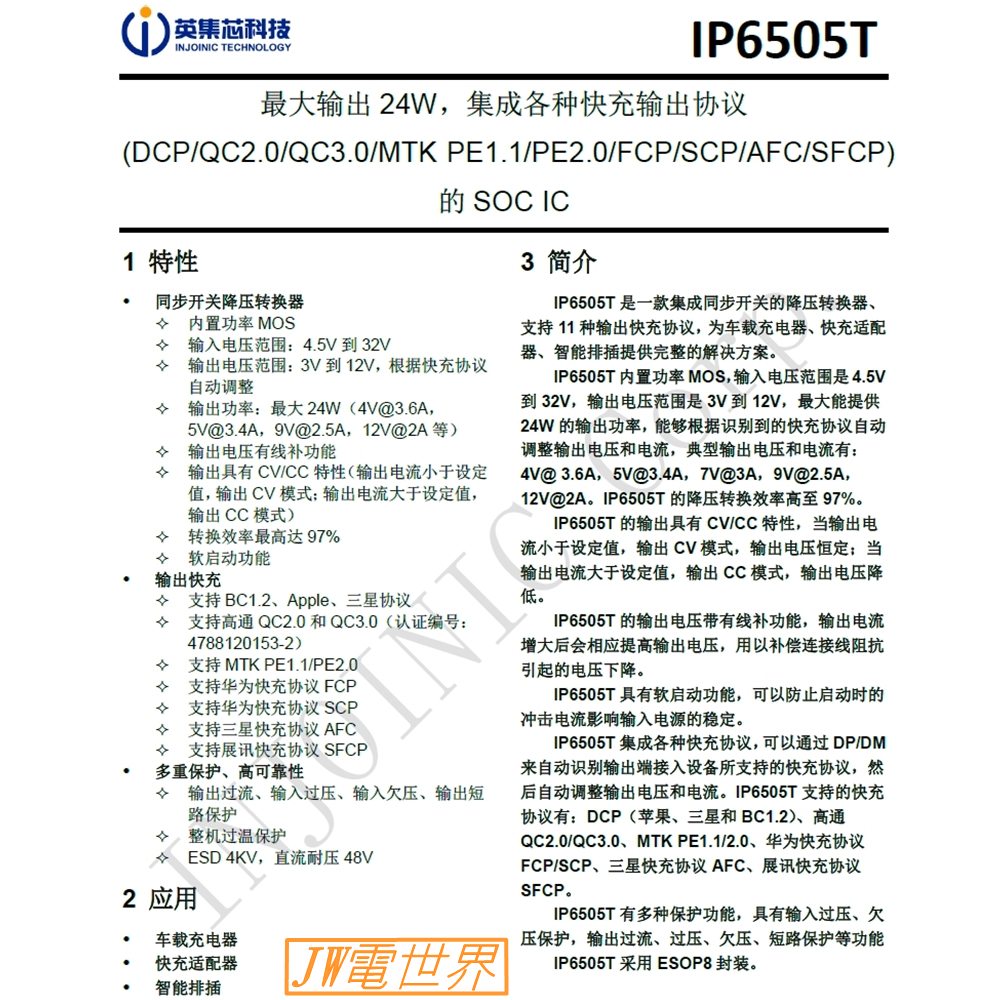 英集芯科技
INJOINIC TECHNOLOGY
IP6505T
最大输出 24W，集成各种快充输出协议
(DCP/QC2.0/QC3.0/MTK PE1.1/PE2.0/FCP/SCP/AFC/SFCP)
的 SOC IC
1 特性
• 同步开关降压转换器
✧ 内置功率 MOS
✧ 输入电压范围：4.5V 到 32V
✧ 输出电压范围：3V 到 12V，根据快充协议
自动调整
✧ 输出功率：最大 24W（4V@3.6A，
5V@3.4A，9V@2.5A，12V@2A 等）
✧ 输出电压有线补功能
✧ 输出具有 CV/CC 特性（输出电流小于设定
值，输出 CV 模式；输出电流大于设定值，
输出 CC 模式）
✧ 转换效率最高达 97%
✧ 软启动功能
• 输出快充
✧ 支持 BC1.2、Apple、三星协议
✧ 支持高通 QC2.0 和 QC3.0（认证编号：
4788120153-2）
✧ 支持 MTK PE1.1/PE2.0
✧ 支持华为快充协议 FCP
✧ 支持华为快充协议 SCP
✧ 支持三星快充协议 AFC
✧ 支持展讯快充协议 SFCP
• 多重保护、高可靠性
✧ 输出过流、输入过压、输入欠压、输出短
路保护
✧ 整机过温保护
✧ ESD 4KV，直流耐压 48V
2 应用
• 车载充电器
• 快充适配器
• 智能排插
3 简介
IP6505T 是一款集成同步开关的降压转换器、
支持 11 种输出快充协议，为车载充电器、快充适配
器、智能排插提供完整的解决方案。
IP6505T 内置功率 MOS，输入电压范围是 4.5V
到 32V，输出电压范围是 3V 到 12V，最大能提供
24W 的输出功率，能够根据识别到的快充协议自动
调整输出电压和电流，典型输出电压和电流有：
4V@ 3.6A，5V@3.4A，7V@3A，9V@2.5A，
12V@2A。IP6505T 的降压转换效率高至 97%。
IP6505T 的输出具有 CV/CC 特性，当输出电
流小于设定值，输出 CV 模式，输出电压恒定；当
输出电流大于设定值，输出 CC 模式，输出电压降
低。
IP6505T 的输出电压带有线补功能，输出电流
增大后会相应提高输出电压，用以补偿连接线阻抗
引起的电压下降。
IP6505T 具有软启动功能，可以防止启动时的
冲击电流影响输入电源的稳定。
IP6505T 集成各种快充协议，可以通过 DP/DM
来自动识别输出端接入设备所支持的快充协议，然
后自动调整输出电压和电流。IP6505T 支持的快充
协议有：DCP（苹果、三星和 BC1.2）、高通
QC2.0/QC3.0、MTK PE1.1/2.0、华为快充协议
FCP/SCP、三星快充协议 AFC、展讯快充协议
SFCP。
IP6505T 有多种保护功能，具有输入过压、欠
压保护，输出过流、过压、欠压、短路保护等功能
IP6505T 采用 ESOP8 封装。
INJOINIC Corp.
JW電世界